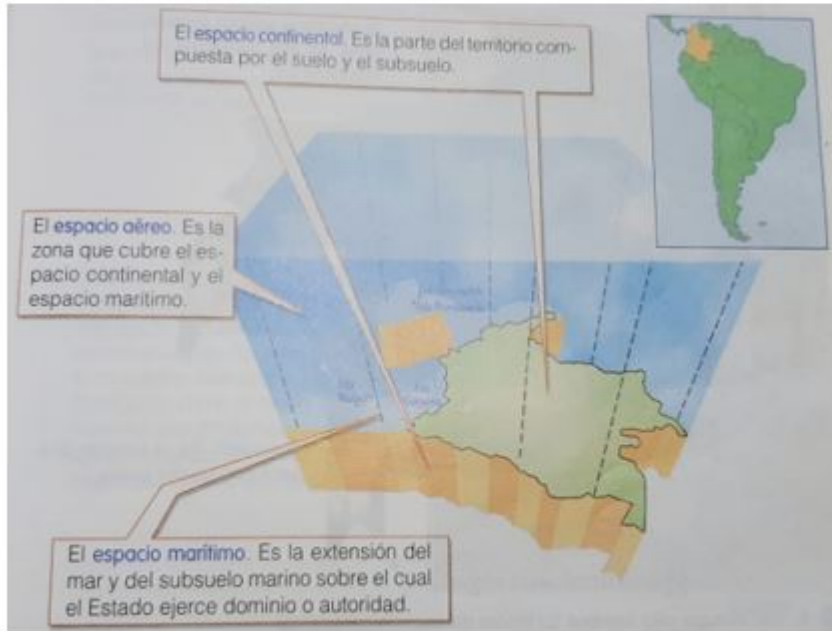 El espacio continental. Es la parte del territorio com-
puesta por el suelo y el subsuelo.
El espacio aéreo. Es la
zona que cubre el es-
pacio continental y el
espacio marítimo.
El espacio marítimo. Es la extensión del
mar y del subsuelo marino sobre el cual
el Estado ejerce dominio o autoridad.